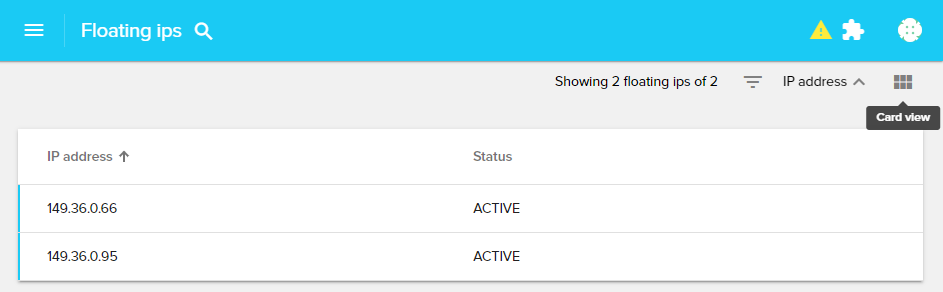 Floating ips
Showing 2 floating ips of 2 IP address
Card view
IP address Status
149.36.0.66 ACTIVE
149.36.0.95 ACTIVE